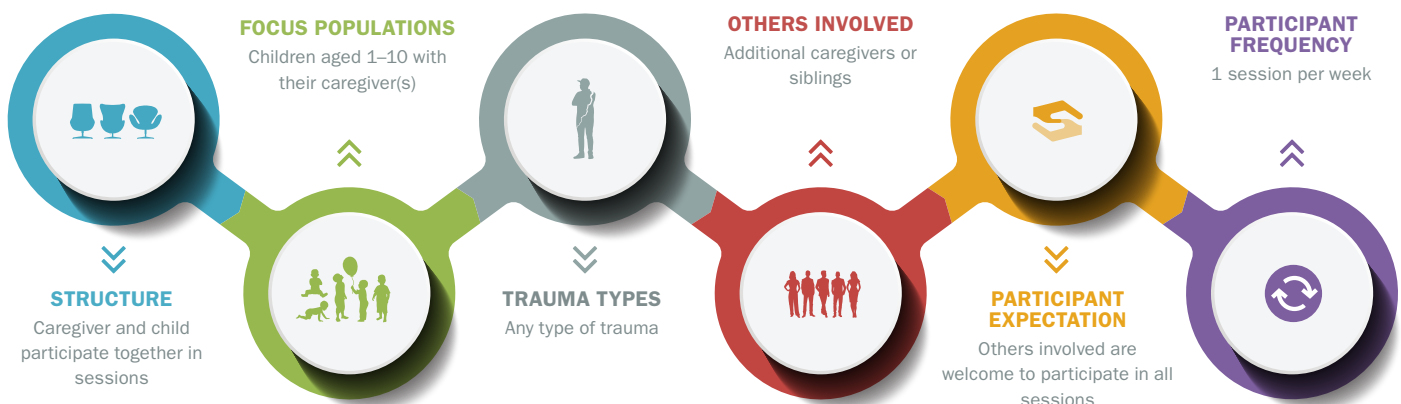 STRUCTURE
Caregiver and child
participate together in
sessions
FOCUS POPULATIONS
Children aged 1–10 with
their caregiver(s)
TRAUMA TYPES
Any type of trauma
OTHERS INVOLVED
Additional caregivers or
siblings
PARTICIPANT
EXPECTATION
Others involved are
welcome to participate in all
sessions
PARTICIPANT
FREQUENCY
1 session per week